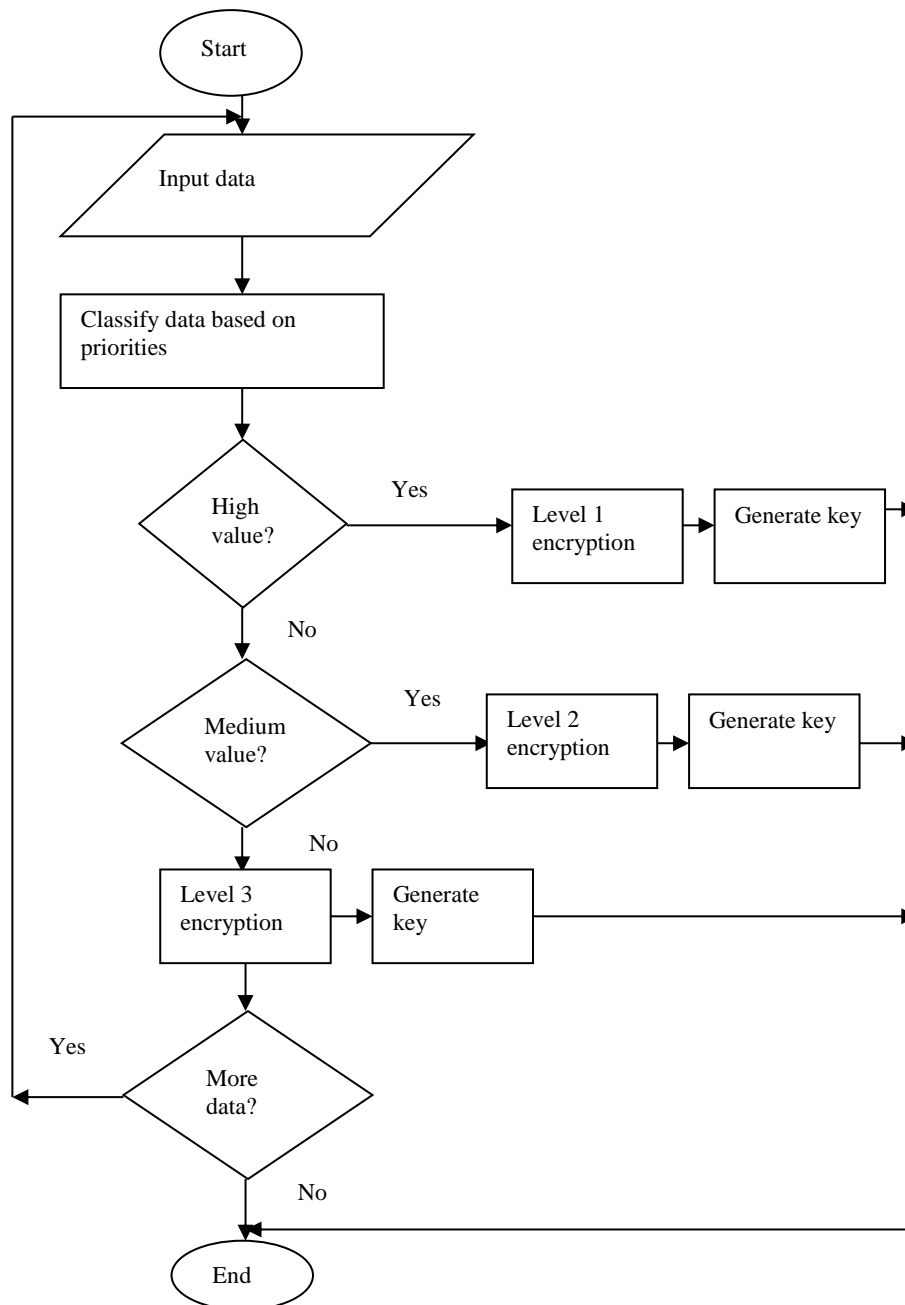 Start
Input data
Classify data based on
priorities
High
value?
Yes
Level 1
encryption
Generate key
No
Medium
value?
Yes
Level 2
encryption
Generate key
No
Level 3
encryption
Generate
key
More
data?
Yes
No
End